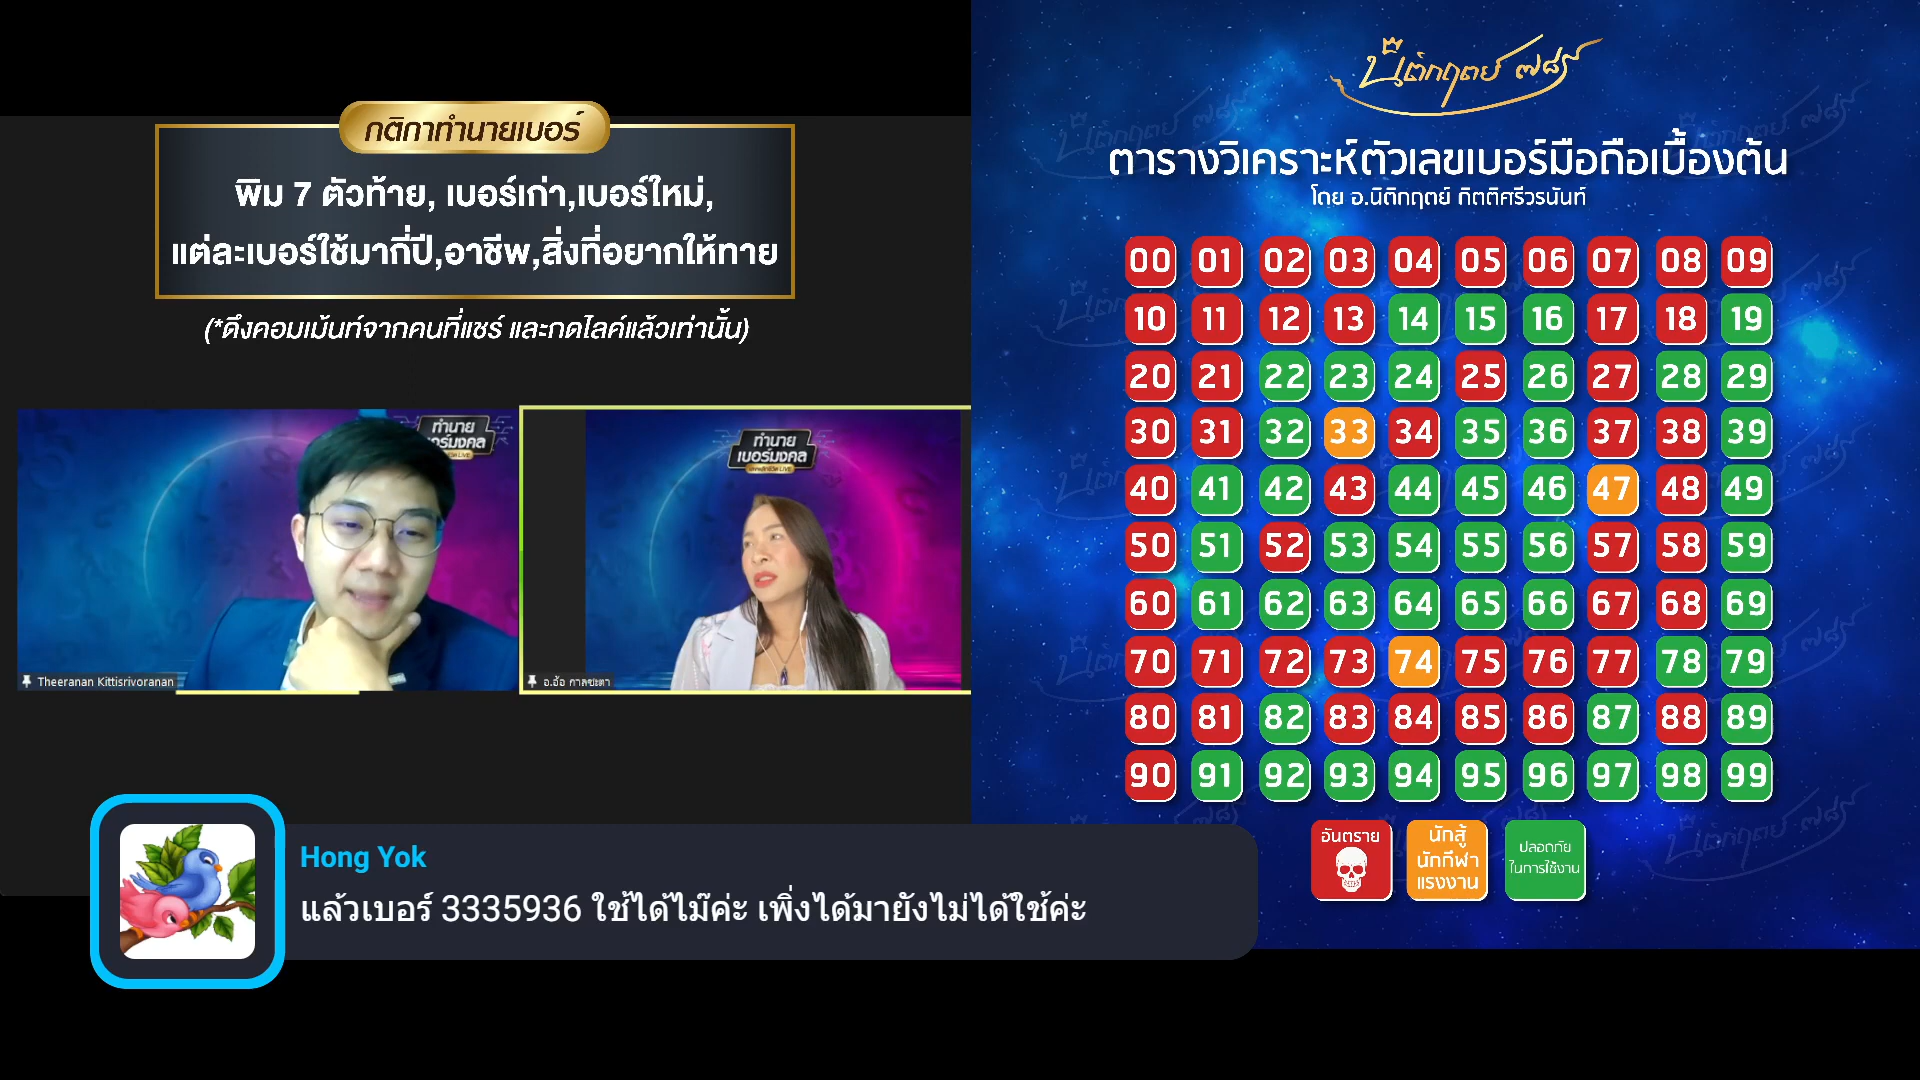 กติกาทำนายเบอร์
พิม 7 ตัวท้าย, เบอร์เก่า,เบอร์ใหม่,
แต่ละเบอร์ใช้มากี่ปี,อาชีพ,สิ่งที่อยากให้ทาย
(*ดึงคอมเม้นท์จากคนที่แชร์ และกดไลค์แล้วเท่านั้น)
ทำนาย
เบอร์มงคล
Theeranan Kittisrivoranan
ทำนาย
เบอร์มงคล
อ.อ้อ กาลชะตา
นิติกฤตย์ ๗๘๙
ตารางวิเคราะห์ตัวเลขเบอร์มือถือเบื้องต้น
โดย อ.นิติกฤตย์ กิตติศรีวรนันท์
00 01 02 03 04 05 06 07 08 09
10 11 12 13 14 15 16 17 18 19
20 21 22 23 24 25 26 27 28 29
30 31 32 33 34 35 36 37 38 39
40 41 42 43 44 45 46 47 48 49
50 51 52 53 54 55 56 57 58 59
60 61 62 63 64 65 66 67 68 69
70 71 72 73 74 75 76 77 78 79
80 81 82 83 84 85 86 87 88 89
90 91 92 93 94 95 96 97 98 99
อันตราย
นักสู้
นักกีฬา
แรงงาน
ปลอดภัย
ในการใช้งาน
Hong Yok
แล้วเบอร์ 3335936 ใช้ได้ไม๊ค่ะ เพิ่งได้มายังไม่ได้ใช้ค่ะ